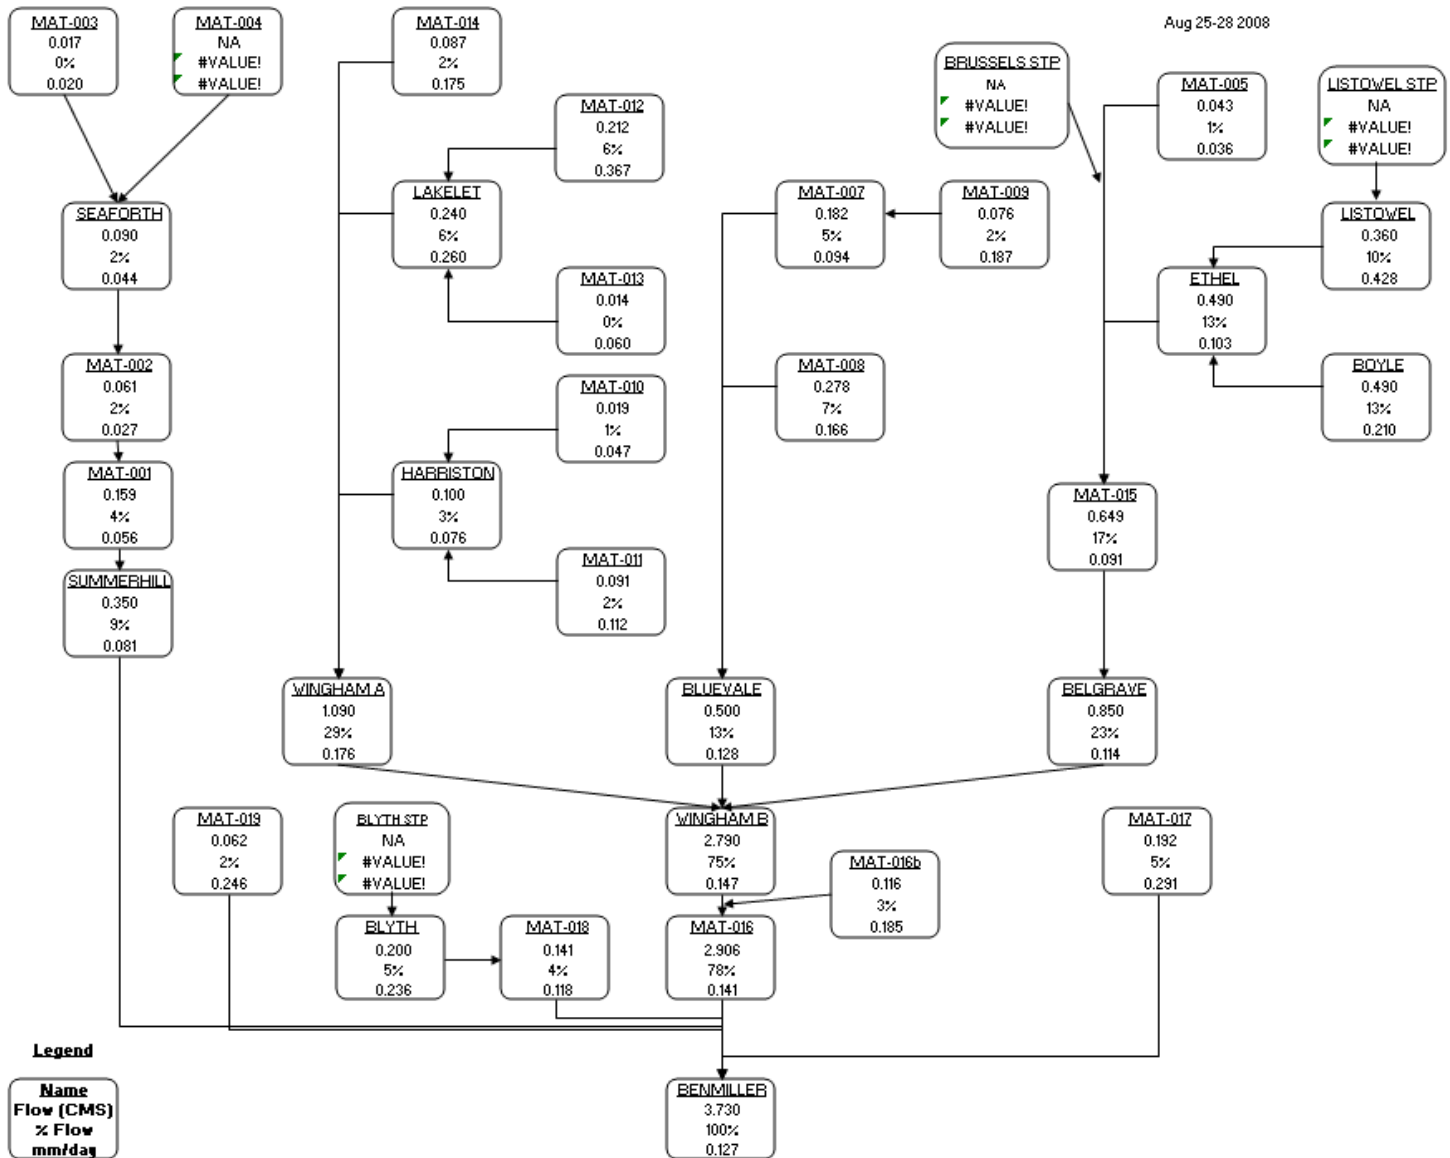 Aug 25-28 2008
MAT-003
0.017
0%
0.020
MAT-004
NA
#VALUE!
#VALUE!
MAT-014
0.087
2%
0.175
MAT-012
0.212
6%
0.367
BRUSSELS STP
NA
#VALUE!
#VALUE!
MAT-005
0.043
1%
0.036
LISTOWEL STP
NA
#VALUE!
#VALUE!
SEAFORTH
0.090
2%
0.044
LAKELET
0.240
6%
0.260
MAT-007
0.182
5%
0.094
MAT-009
0.076
2%
0.187
LISTOWEL
0.360
10%
0.428
MAT-013
0.014
0%
0.060
ETHEL
0.490
13%
0.103
MAT-002
0.061
2%
0.027
MAT-008
0.278
7%
0.166
BOYLE
0.490
13%
0.210
MAT-010
0.019
1%
0.047
MAT-001
0.159
4%
0.056
HARRISTON
0.100
3%
0.076
MAT-015
0.649
17%
0.091
MAT-011
0.091
2%
0.112
SUMMERHILL
0.350
9%
0.081
WINGHAM A
1.090
29%
0.176
BLUEVALE
0.500
13%
0.128
BELGRAVE
0.850
23%
0.114
MAT-019
0.062
2%
0.246
BLYTH STP
NA
#VALUE!
#VALUE!
WINGHAM B
2.790
75%
0.147
MAT-016b
0.116
3%
0.185
MAT-017
0.192
5%
0.291
BLYTH
0.200
5%
0.236
MAT-018
0.141
4%
0.118
MAT-016
2.906
78%
0.141
Legend
Name
Flow (CMS)
% Flow
mm/day
BENMILLER
3.730
100%
0.127